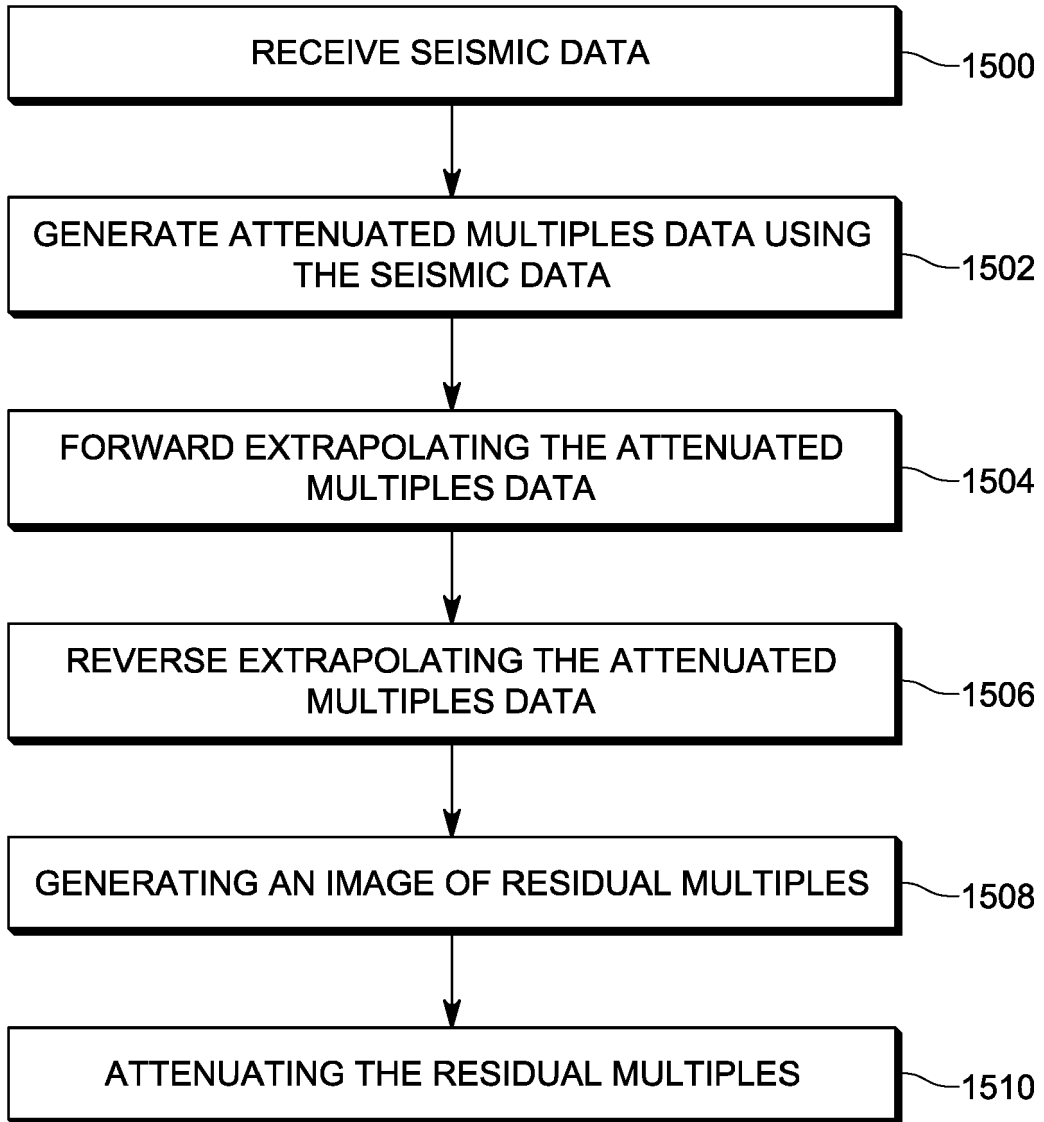 RECEIVE SEISMIC DATA
1500
GENERATE ATTENUATED MULTIPLES DATA USING
THE SEISMIC DATA
1502
FORWARD EXTRAPOLATING THE ATTENUATED
MULTIPLES DATA
1504
REVERSE EXTRAPOLATING THE ATTENUATED
MULTIPLES DATA
1506
GENERATING AN IMAGE OF RESIDUAL MULTIPLES
1508
ATTENUATING THE RESIDUAL MULTIPLES
1510